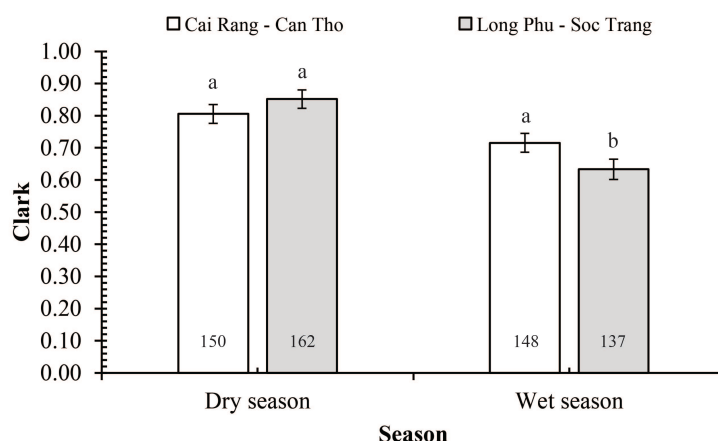 Cai Rang - Can Tho Long Phu - Soc Trang
1.00
0.90
0.80
0.70
0.60
0.50
0.40
0.30
0.20
0.10
0.00
Clark
a a a b
150 162 148 137
Dry season Wet season
Season